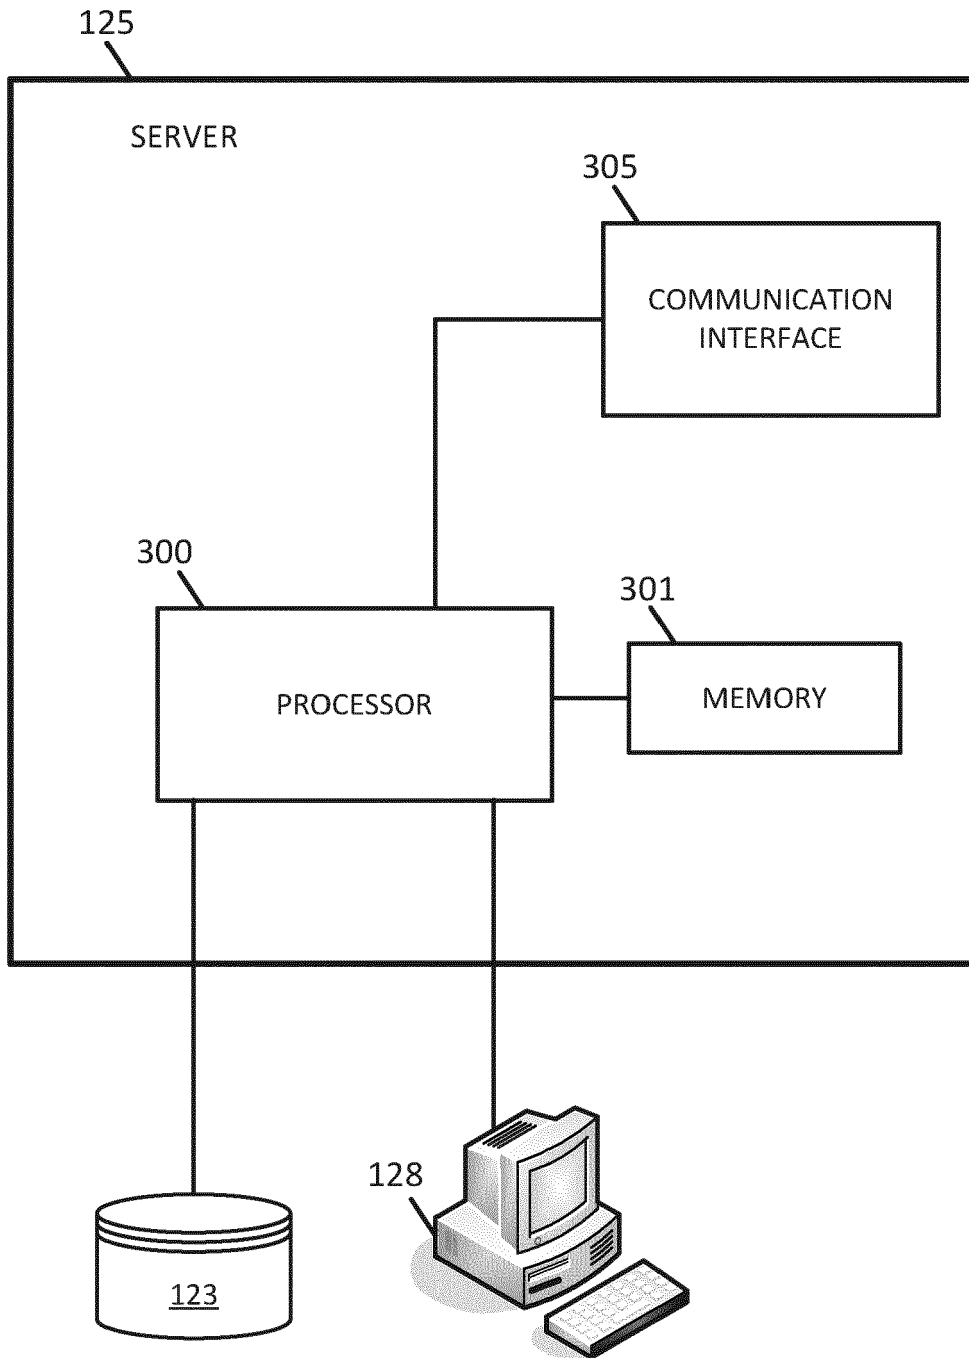 125
SERVER
305
COMMUNICATION
INTERFACE
300
301
PROCESSOR
MEMORY
128
123